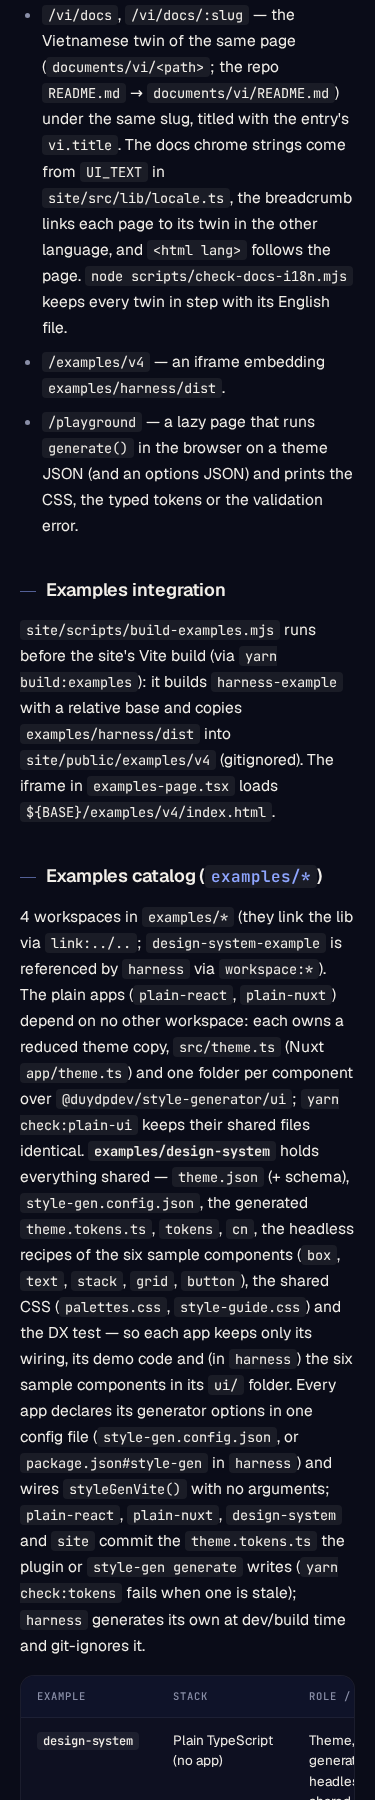 /vi/docs, /vi/docs/:slug — the
Vietnamese twin of the same page
(documents/vi/<path>; the repo
README.md → documents/vi/README.md)
under the same slug, titled with the entry's
vi.title. The docs chrome strings come
from UI_TEXT in
site/src/lib/locale.ts, the breadcrumb
links each page to its twin in the other
language, and <html lang> follows the
page. node scripts/check-docs-i18n.mjs
keeps every twin in step with its English
file.
/examples/v4 — an iframe embedding
examples/harness/dist.
/playground — a lazy page that runs
generate() in the browser on a theme
JSON (and an options JSON) and prints the
CSS, the typed tokens or the validation
error.
— Examples integration
site/scripts/build-examples.mjs runs
before the site's Vite build (via yarn
build:examples): it builds harness-example
with a relative base and copies
examples/harness/dist into
site/public/examples/v4 (gitignored). The
iframe in examples-page.tsx loads
${BASE}/examples/v4/index.html.
— Examples catalog (examples/*)
4 workspaces in examples/* (they link the lib
via link:../..; design-system-example is
referenced by harness via workspace:*).
The plain apps (plain-react, plain-nuxt)
depend on no other workspace: each owns a
reduced theme copy, src/theme.ts (Nuxt
app/theme.ts) and one folder per component
over @duydpdev/style-generator/ui; yarn
check:plain-ui keeps their shared files
identical. examples/design-system holds
everything shared — theme.json (+ schema),
style-gen.config.json, the generated
theme.tokens.ts, tokens, cn, the headless
recipes of the six sample components (box,
text, stack, grid, button), the shared
CSS (palettes.css, style-guide.css) and
the DX test — so each app keeps only its
wiring, its demo code and (in harness) the six
sample components in its ui/ folder. Every
app declares its generator options in one
config file (style-gen.config.json, or
package.json#style-gen in harness) and
wires styleGenVite() with no arguments;
plain-react, plain-nuxt, design-system
and site commit the theme.tokens.ts the
plugin or style-gen generate writes (yarn
check:tokens fails when one is stale);
harness generates its own at dev/build time
and git-ignores it.
EXAMPLE STACK ROLE /
design-system Plain TypeScript Theme,
(no app)